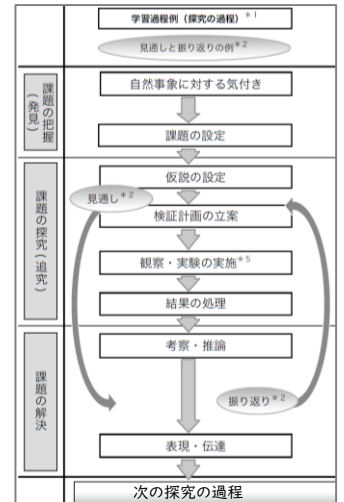 学習過程例（探究の過程）＊1
見通しと振り返りの例＊2
課題の把握
（発見）
自然事象に対する気付き
課題の設定
課題の探究（追究）
仮説の設定
見通し＊2
検証計画の立案
観察・実験の実施＊5
結果の処理
課題の解決
考察・推論
振り返り＊2
表現・伝達
次の探究の過程